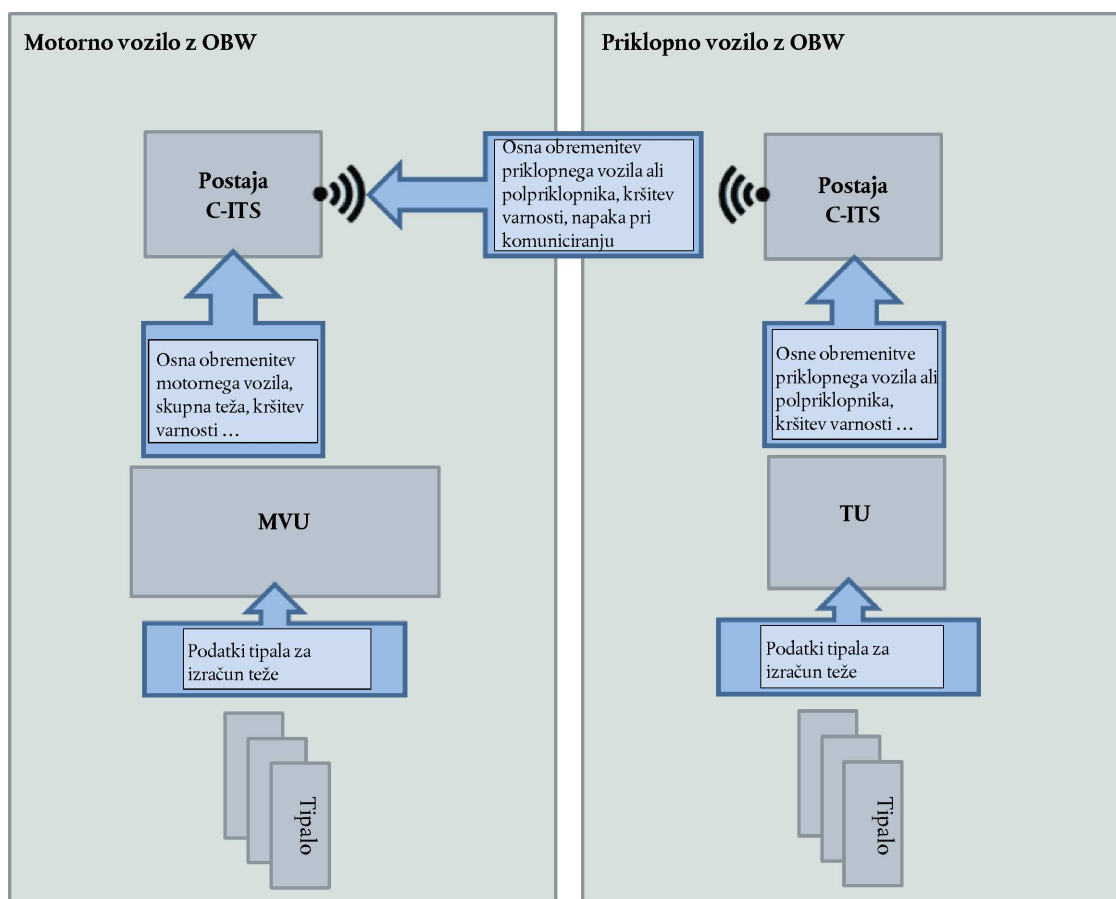 Motorno vozilo z OBW
Priklopno vozilo z OBW
Postaja
C-ITS
Osna obremenitev
priklopnega vozila ali
polpriklopnika, kršitev
varnosti, napaka pri
komuniciranju
Postaja
C-ITS
Osna obremenitev
motornega vozila,
skupna teža, kršitev
varnosti …
Osne obremenitve
priklopnega vozila ali
polpriklopnika,
kršitev varnosti …
MVU
TU
Podatki tipala za
izračun teže
Podatki tipala za
izračun teže
Tipalo
Tipalo